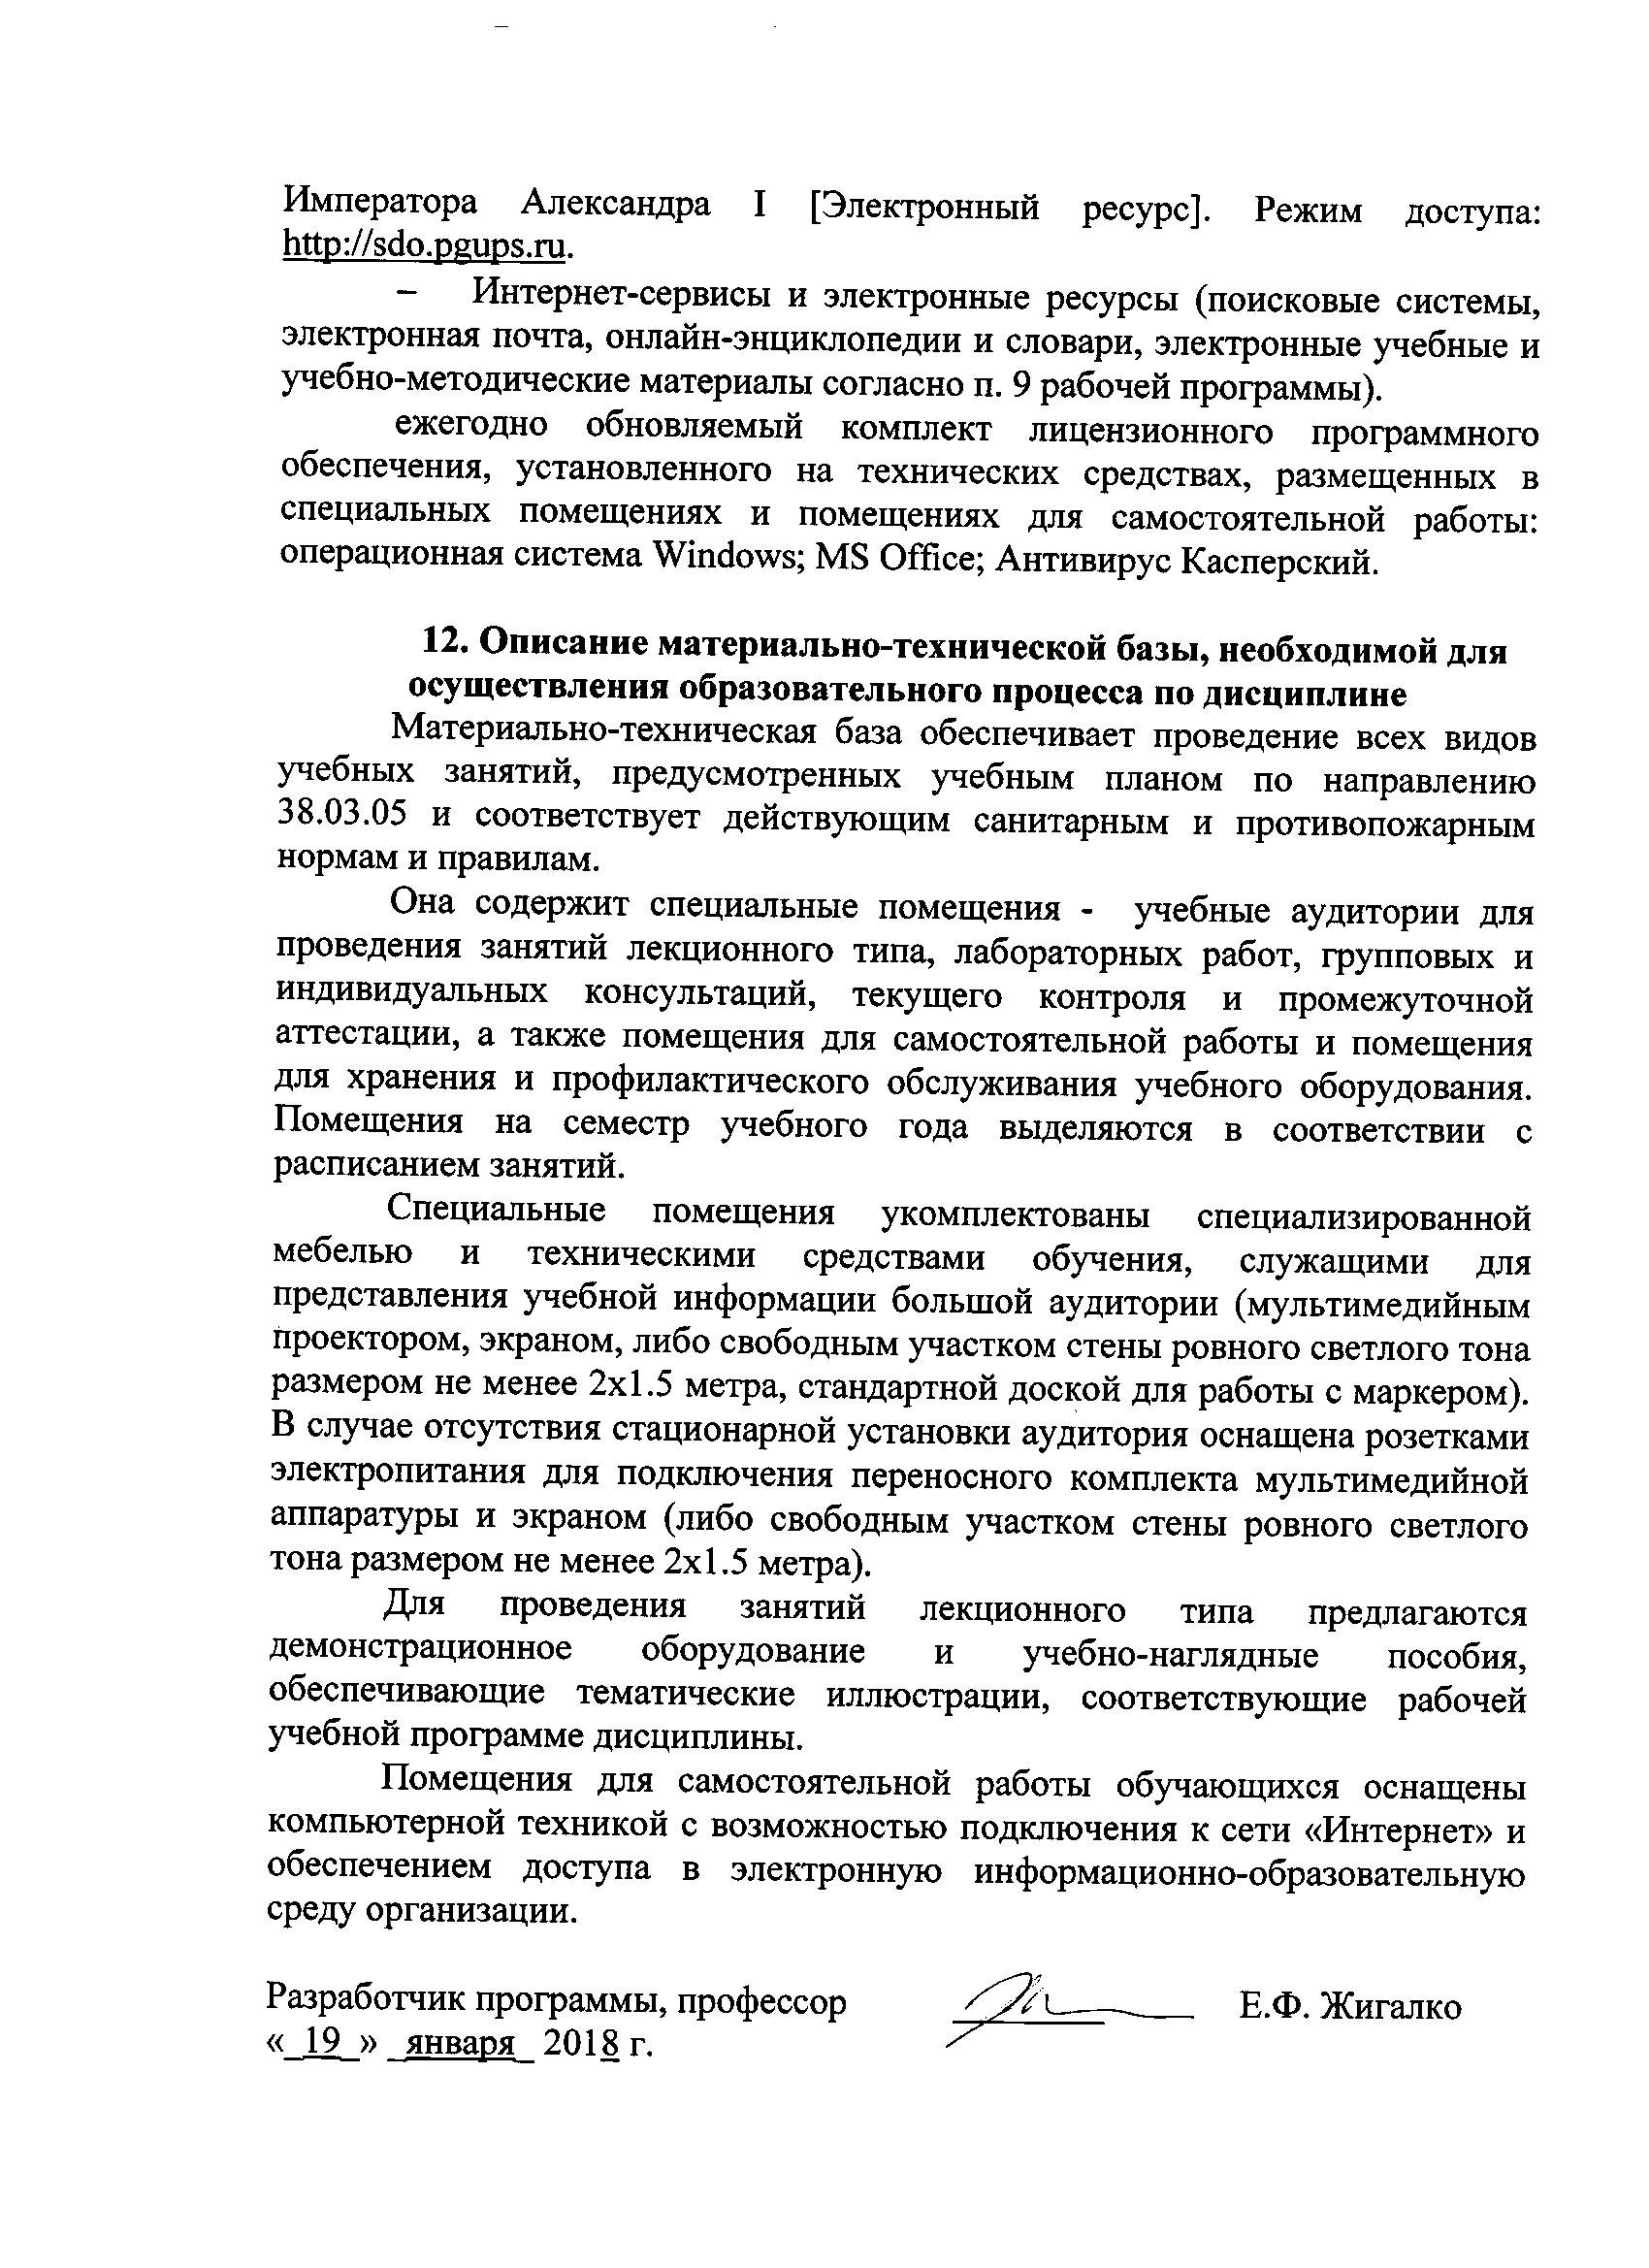 Императора Александра I [Электронный ресурс]. Режим доступа:
http://sdo.pgups.ru.
– Интернет-сервисы и электронные ресурсы (поисковые системы,
электронная почта, онлайн-энциклопедии и словари, электронные учебные и
учебно-методические материалы согласно п. 9 рабочей программы).
ежегодно обновляемый комплект лицензионного программного
обеспечения, установленного на технических средствах, размещенных в
специальных помещениях и помещениях для самостоятельной работы:
операционная система Windows; MS Office; Антивирус Касперский.
12. Описание материально-технической базы, необходимой для
осуществления образовательного процесса по дисциплине
Материально-техническая база обеспечивает проведение всех видов
учебных занятий, предусмотренных учебным планом по направлению
38.03.05 и соответствует действующим санитарным и противопожарным
нормам и правилам.
Она содержит специальные помещения - учебные аудитории для
проведения занятий лекционного типа, лабораторных работ, групповых и
индивидуальных консультаций, текущего контроля и промежуточной
аттестации, а также помещения для самостоятельной работы и помещения
для хранения и профилактического обслуживания учебного оборудования.
Помещения на семестр учебного года выделяются в соответствии с
расписанием занятий.
Специальные помещения укомплектованы специализированной
мебелью и техническими средствами обучения, служащими для
представления учебной информации большой аудитории (мультимедийным
проектором, экраном, либо свободным участком стены ровного светлого тона
размером не менее 2х1.5 метра, стандартной доской для работы с маркером).
В случае отсутствия стационарной установки аудитория оснащена розетками
электропитания для подключения переносного комплекта мультимедийной
аппаратуры и экраном (либо свободным участком стены ровного светлого
тона размером не менее 2х1.5 метра).
Для проведения занятий лекционного типа предлагаются
демонстрационное оборудование и учебно-наглядные пособия,
обеспечивающие тематические иллюстрации, соответствующие рабочей
учебной программе дисциплины.
Помещения для самостоятельной работы обучающихся оснащены
компьютерной техникой с возможностью подключения к сети «Интернет» и
обеспечением доступа в электронную информационно-образовательную
среду организации.
Разработчик программы, профессор Е.Ф. Жигалко
«_19_» _января_ 2018 г.